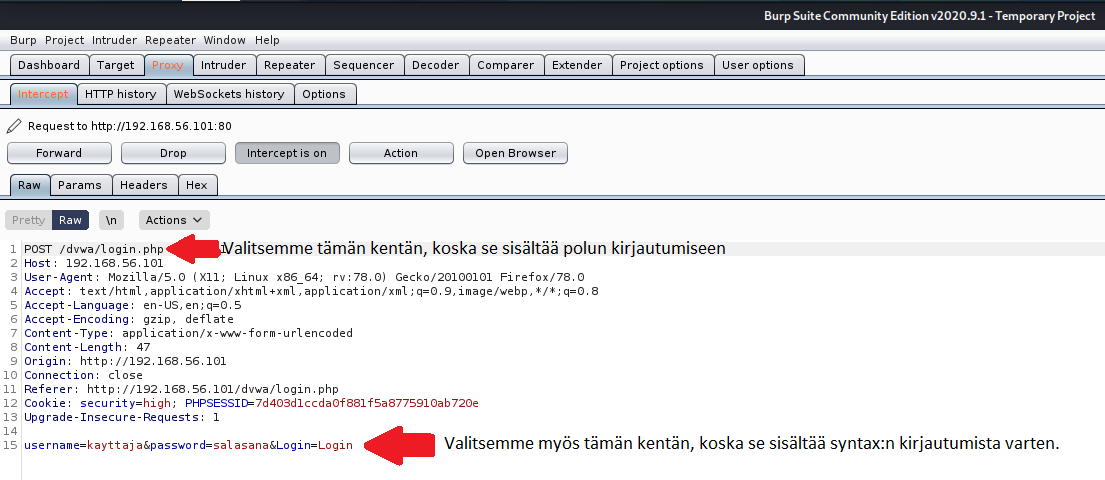 Burp Suite Community Edition v2020.9.1 - Temporary Project
Burp Project Intruder Repeater Window Help
Dashboard Target Proxy Intruder Repeater Sequencer Decoder Comparer Extender Project options User options
Intercept HTTP history WebSockets history Options
Request to http://192.168.56.101:80
Forward Drop Intercept is on Action Open Browser
Raw Params Headers Hex
Pretty Raw \n Actions
1 POST /dvwa/login.php Valitsemme tämän kentän, koska se sisältää polun kirjautumiseen
2 Host: 192.168.56.101
3 User-Agent: Mozilla/5.0 (X11; Linux x86_64; rv:78.0) Gecko/20100101 Firefox/78.0
4 Accept: text/html,application/xhtml+xml,application/xml;q=0.9,image/webp,*/*;q=0.8
5 Accept-Language: en-US,en;q=0.5
6 Accept-Encoding: gzip, deflate
7 Content-Type: application/x-www-form-urlencoded
8 Content-Length: 47
9 Origin: http://192.168.56.101
10 Connection: close
11 Referer: http://192.168.56.101/dvwa/login.php
12 Cookie: security=high; PHPSESSID=7d403d1ccda0f881f5a8775910ab720e
13 Upgrade-Insecure-Requests: 1
14
15 username=kayttaja&password=salasana&Login=Login Valitsemme myös tämän kentän, koska se sisältää syntax:n kirjautumista varten.